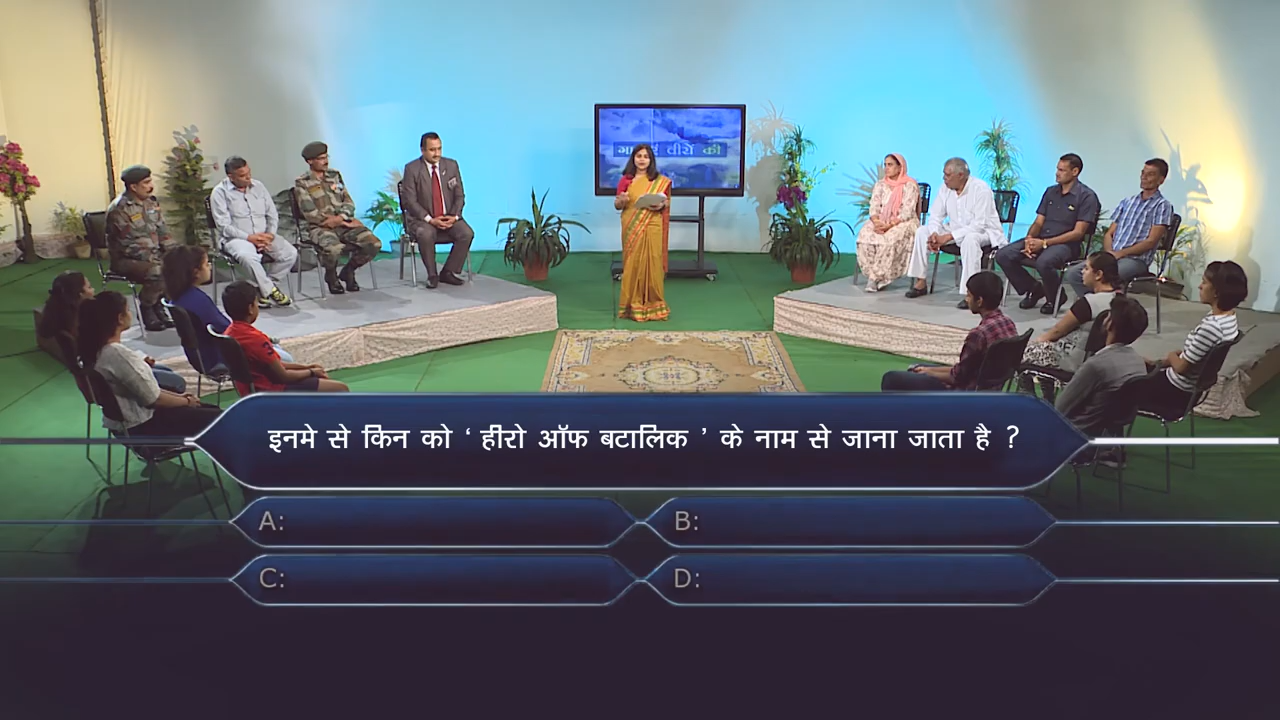 वीरों की
इनमे से किन को ‘ हीरो ऑफ बटालिक ’ के नाम से जाना जाता है ?
A:
B:
C:
D: